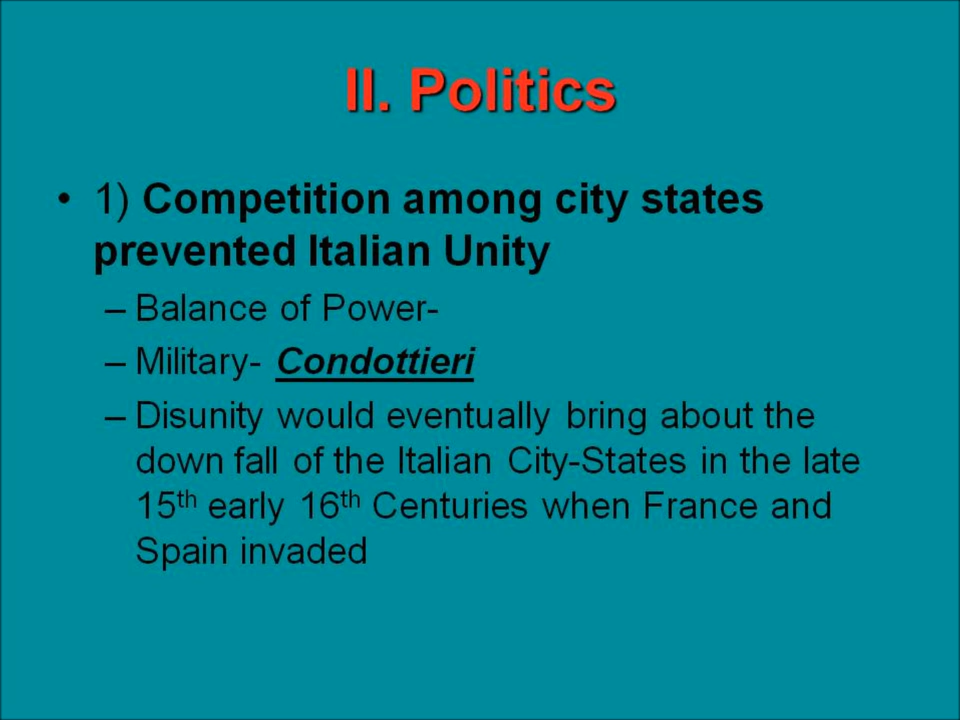 II. Politics
• 1) Competition among city states
prevented Italian Unity
– Balance of Power-
– Military- Condottieri
– Disunity would eventually bring about the
down fall of the Italian City-States in the late
15th early 16th Centuries when France and
Spain invaded